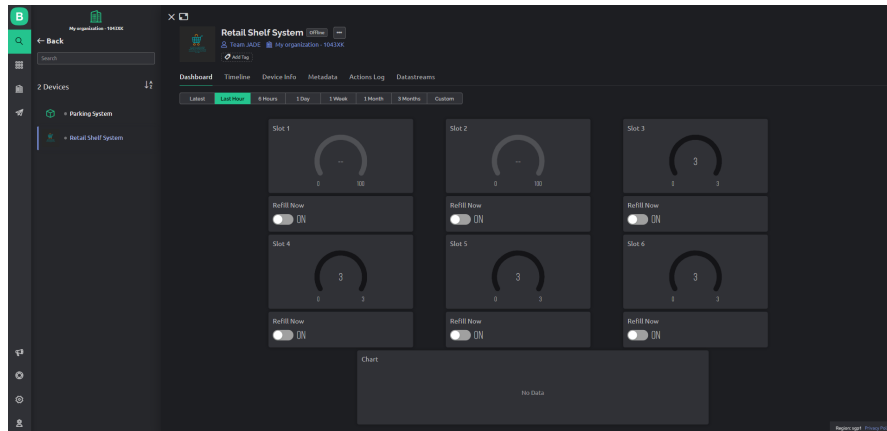 B
My organization - 1043XK
← Back
Search
2 Devices
Parking System
Retail Shelf System
Retail Shelf System Offline ...
Team JADE My organization - 1043XK
Add Tag
Dashboard Timeline Device Info Metadata Actions Log Datastreams
Latest Last Hour 6 Hours 1 Day 1 Week 1 Month 3 Months Custom
Slot 1 Slot 2 Slot 3
-- -- 3
0 100 0 100 0 3
Refill Now Refill Now Refill Now
ON ON ON
Slot 4 Slot 5 Slot 6
3 3 3
0 3 0 3 0 3
Refill Now Refill Now Refill Now
ON ON ON
Chart
No Data
Region: sgp1 Privacy Pol